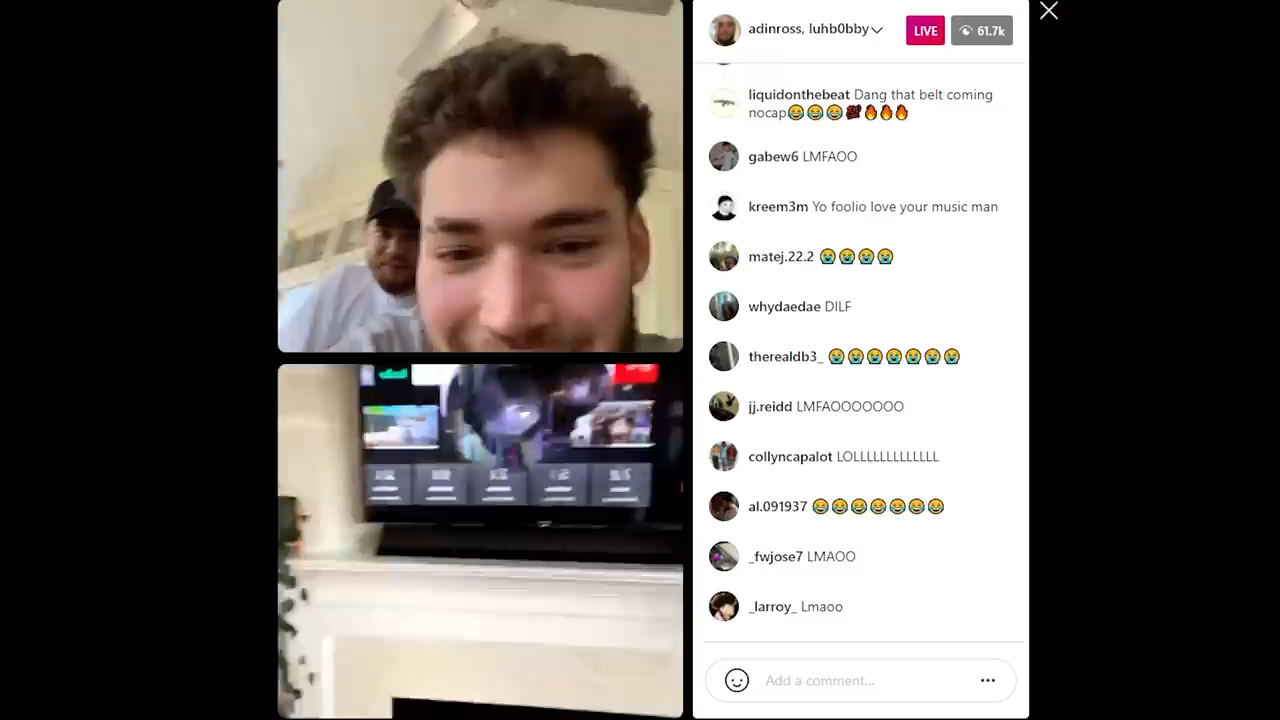 adinross, luhb0bby
LIVE
61.7k
liquidonthebeat Dang that belt coming
nocap😂😂😂💯🔥🔥🔥
gabew6 LMFAOO
kreem3m Yo foolio love your music man
matej.22.2 😭😭😭😭
whydaedae DILF
therealdb3_ 😭😭😭😭😭😭😭
jj.reidd LMFAOOOOOOO
collyncapalot LOLLLLLLLLLLLLL
al.091937 😂😂😂😂😂😂😂
_fwjose7 LMAOO
_larroy_ Lmaoo
Add a comment...